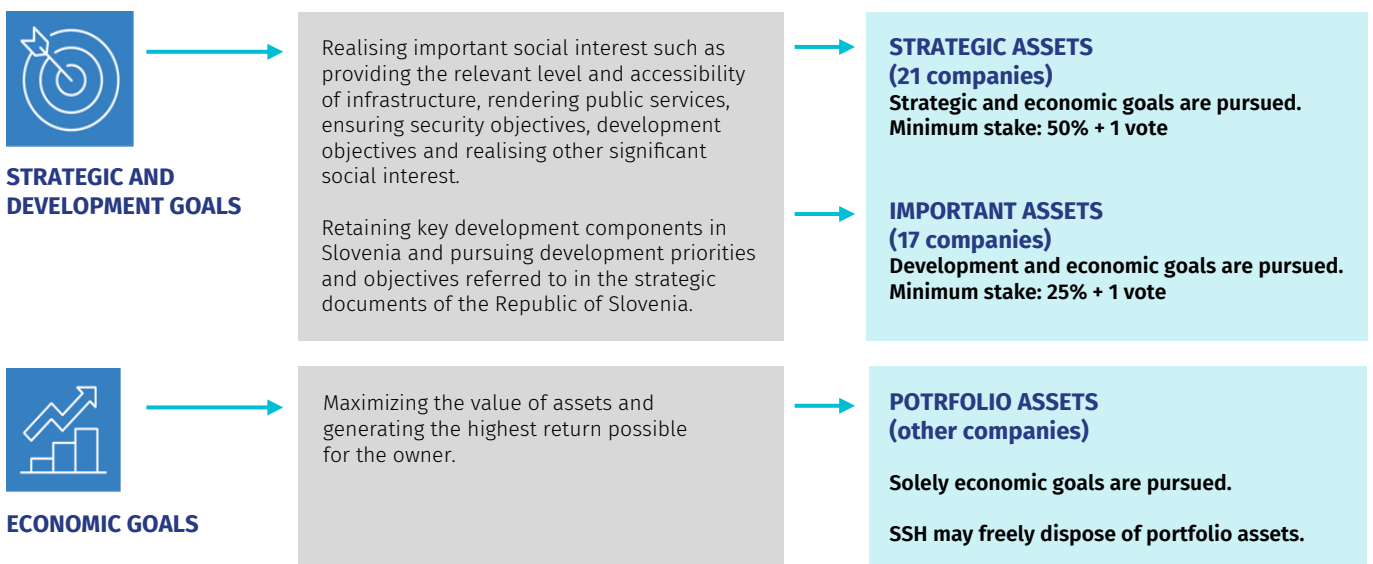 STRATEGIC AND
DEVELOPMENT GOALS
Realising important social interest such as
providing the relevant level and accessibility
of infrastructure, rendering public services,
ensuring security objectives, development
objectives and realising other significant
social interest.
Retaining key development components in
Slovenia and pursuing development priorities
and objectives referred to in the strategic
documents of the Republic of Slovenia.
STRATEGIC ASSETS
(21 companies)
Strategic and economic goals are pursued.
Minimum stake: 50% + 1 vote
IMPORTANT ASSETS
(17 companies)
Development and economic goals are pursued.
Minimum stake: 25% + 1 vote
ECONOMIC GOALS
Maximizing the value of assets and
generating the highest return possible
for the owner.
POTRFOLIO ASSETS
(other companies)
Solely economic goals are pursued.
SSH may freely dispose of portfolio assets.